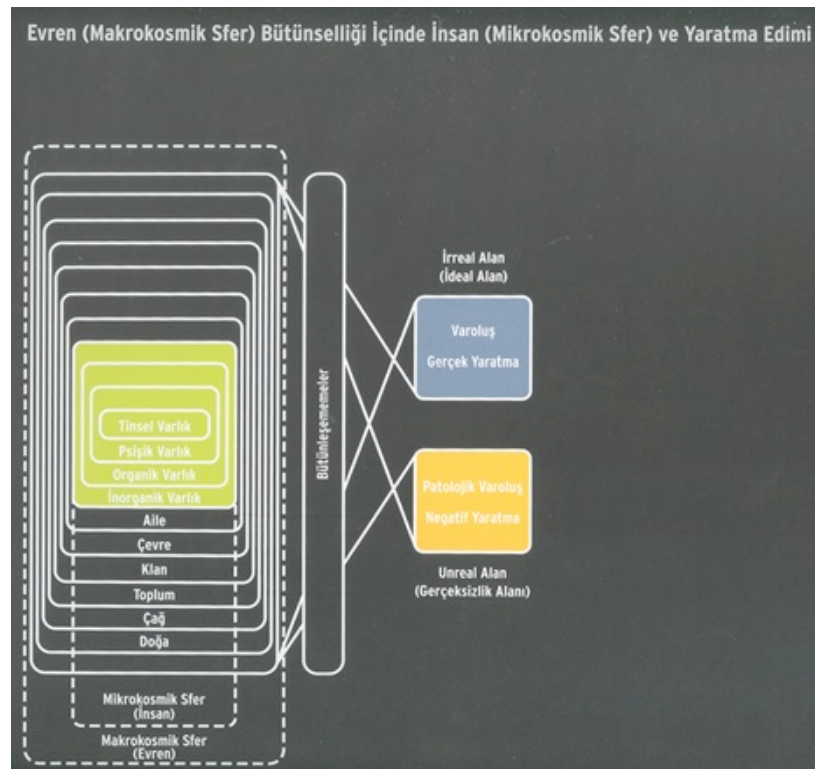 Evren (Makrokosmik Sfer) Bütünselliği İçinde İnsan (Mikrokosmik Sfer) ve Yaratma Edimi
Tinsel Varlık
Psişik Varlık
Organik Varlık
İnorganik Varlık
Aile
Çevre
Klan
Toplum
Çağ
Doğa
Mikrokosmik Sfer
(İnsan)
Makrokosmik Sfer
(Evren)
Bütünleşememeler
İrreal Alan
(İdeal Alan)
Varoluş
Gerçek Yaratma
Patolojik Varoluş
Negatif Yaratma
Unreal Alan
(Gerçeksizlik Alanı)